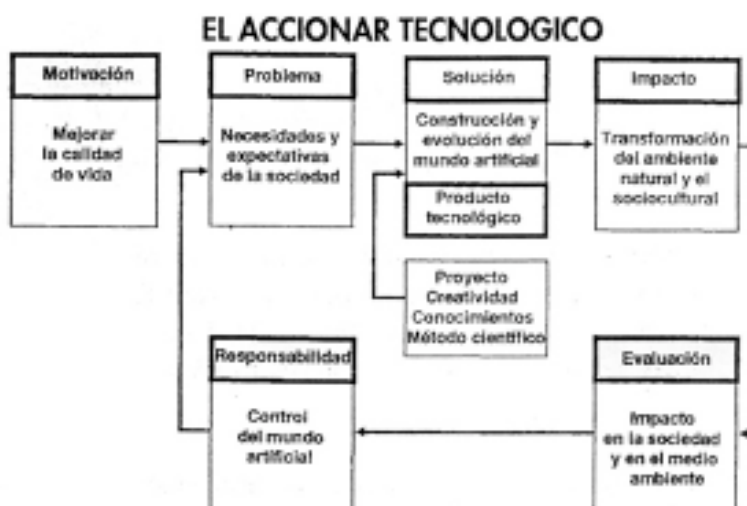 EL ACCIONAR TECNOLOGICO
Motivación
Mejorar
la calidad
de vida
Problema
Necesidades y
expectativas
de la sociedad
Solución
Construcción y
evolución del
mundo artificial
Producto
tecnológico
Proyecto
Creatividad
Conocimientos
Método científico
Impacto
Transformación
del ambiente
natural y el
sociocultural
Responsabilidad
Control
del mundo
artificial
Evaluación
Impacto
en la sociedad
y en el medio
ambiente